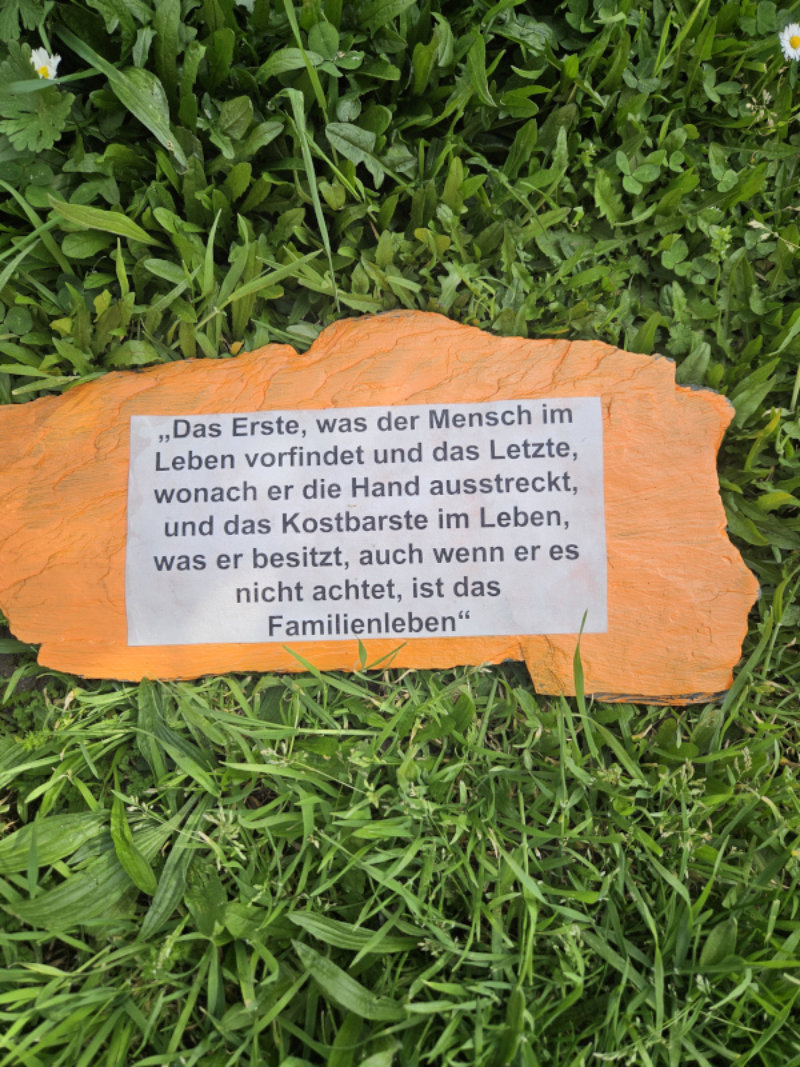 „Das Erste, was der Mensch im
Leben vorfindet und das Letzte,
wonach er die Hand ausstreckt,
und das Kostbarste im Leben,
was er besitzt, auch wenn er es
nicht achtet, ist das
Familienleben“